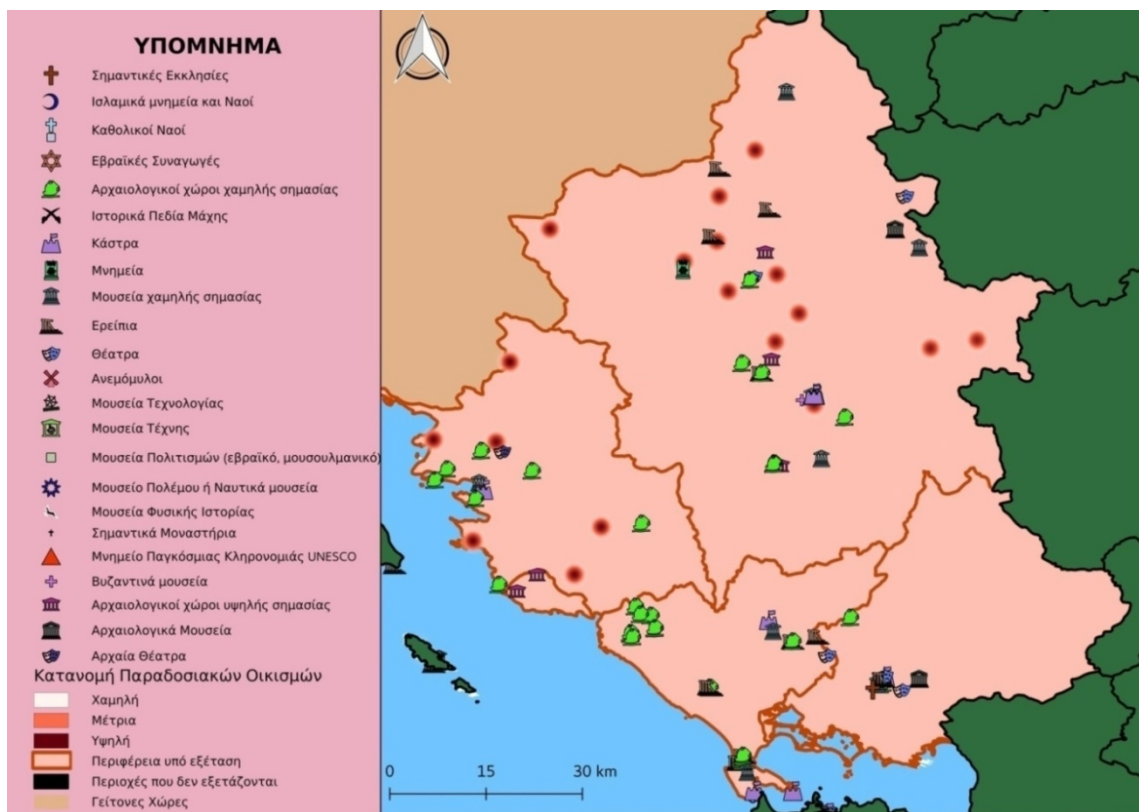 ΥΠΟΜΝΗΜΑ
Σημαντικές Εκκλησίες
Ισλαμικά μνημεία και Ναοί
Καθολικοί Ναοί
Εβραϊκές Συναγωγές
Αρχαιολογικοί χώροι χαμηλής σημασίας
Ιστορικά Πεδία Μάχης
Κάστρα
Μνημεία
Μουσεία χαμηλής σημασίας
Ερείπια
Θέατρα
Ανεμόμυλοι
Μουσεία Τεχνολογίας
Μουσεία Τέχνης
Μουσεία Πολιτισμών (εβραϊκό, μουσουλμανικό)
Μουσείο Πολέμου ή Ναυτικά μουσεία
Μουσεία Φυσικής Ιστορίας
Σημαντικά Μοναστήρια
Μνημείο Παγκόσμιας Κληρονομιάς UNESCO
Βυζαντινά μουσεία
Αρχαιολογικοί χώροι υψηλής σημασίας
Αρχαιολογικά Μουσεία
Αρχαία Θέατρα
Κατανομή Παραδοσιακών Οικισμών
Χαμηλή
Μέτρια
Υψηλή
Περιφέρεια υπό εξέταση
Περιοχές που δεν εξετάζονται
Γείτονες Χώρες
0 15 30 km